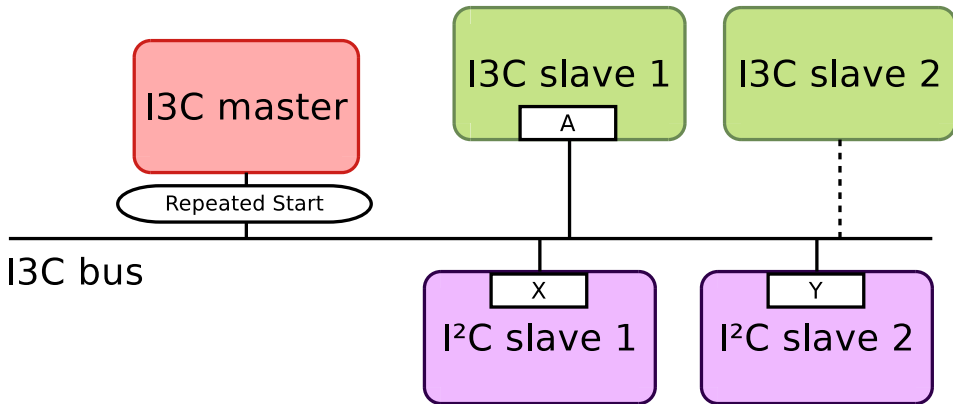 I3C master
I3C slave 1
A
I3C slave 2
Repeated Start
I3C bus
X
I²C slave 1
Y
I²C slave 2